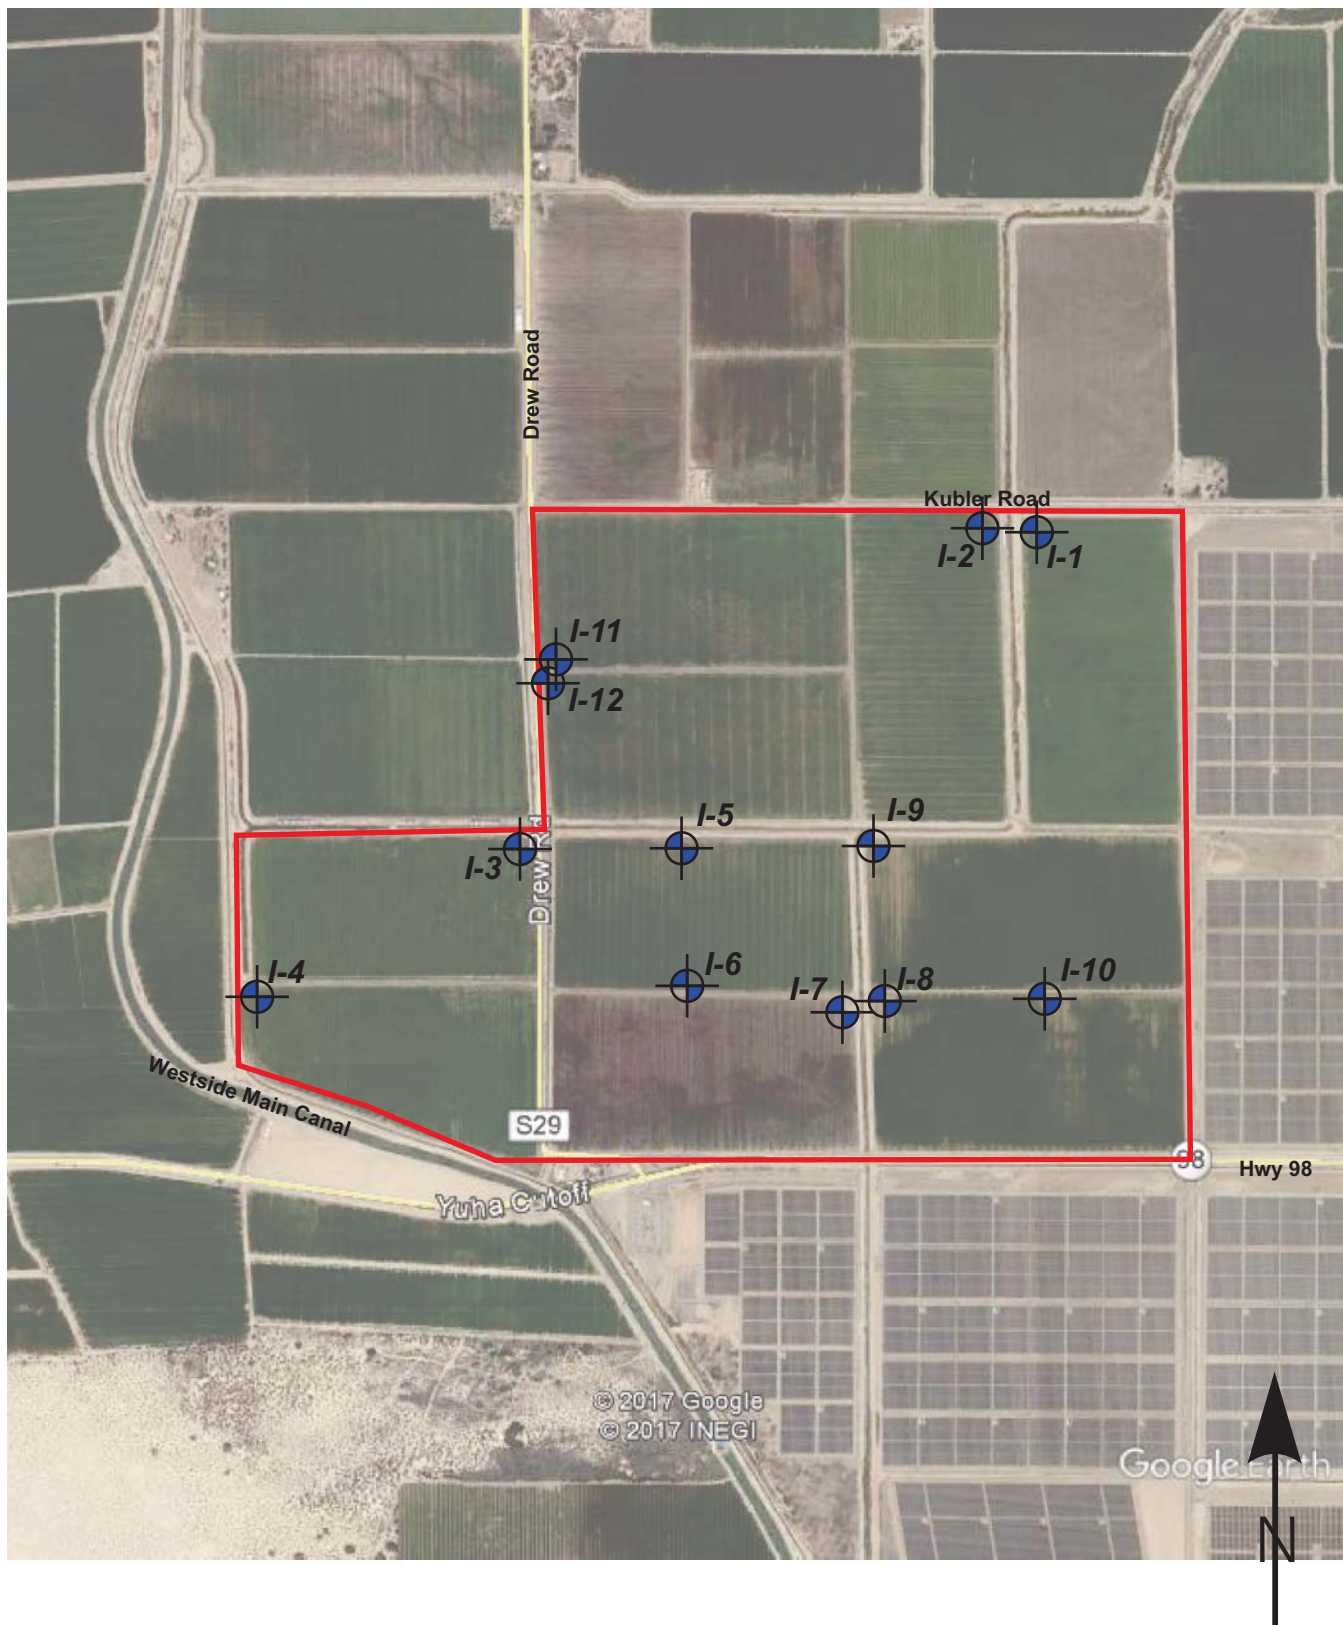 Drew Road
Kubler Road
I-2
I-1
I-11
I-12
I-5
I-9
I-3
Drew Rd
I-4
I-6
I-7
I-8
I-10
Westside Main Canal
S29
98
Hwy 98
Yuha Cutoff
© 2017 Google
© 2017 INEGI
Google Earth
N